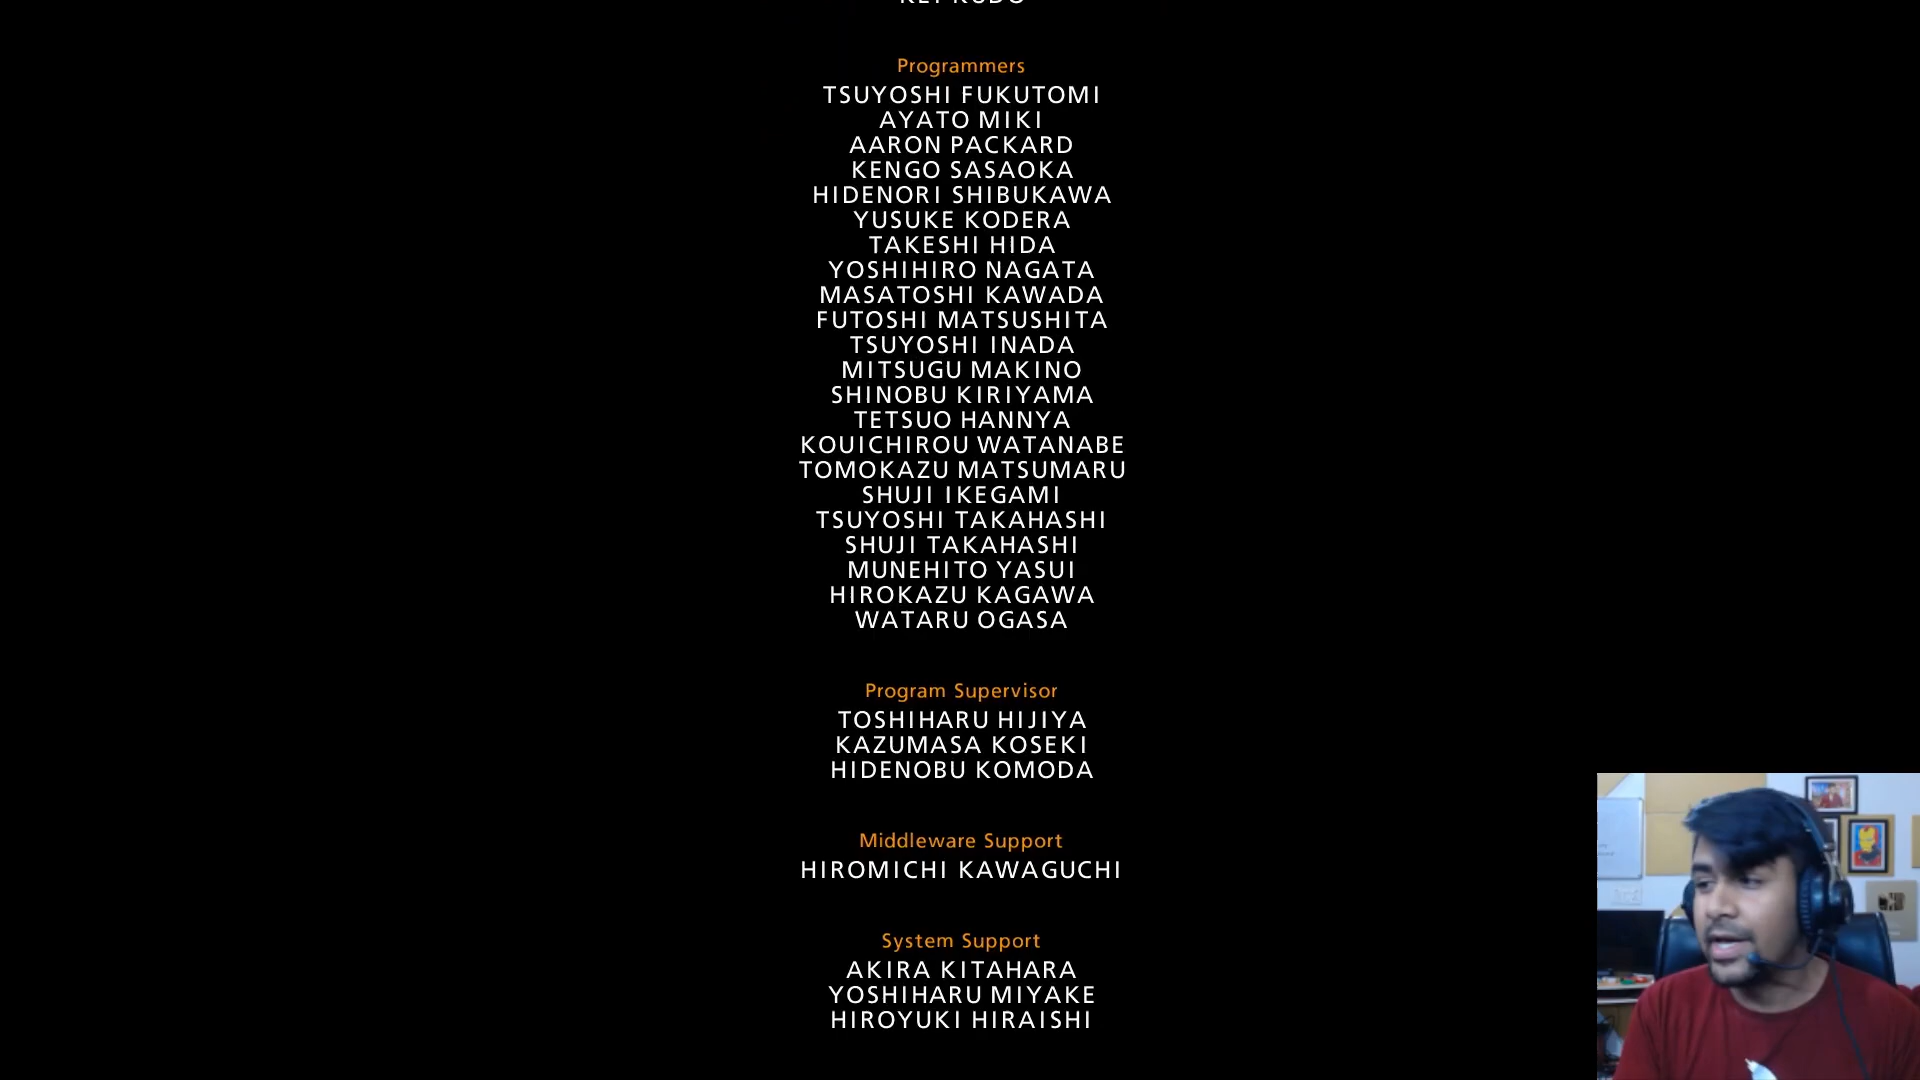 KEI KUDO
Programmers
TSUYOSHI FUKUTOMI
AYATO MIKI
AARON PACKARD
KENGO SASAOKA
HIDENORI SHIBUKAWA
YUSUKE KODERA
TAKESHI HIDA
YOSHIHIRO NAGATA
MASATOSHI KAWADA
FUTOSHI MATSUSHITA
TSUYOSHI INADA
MITSUGU MAKINO
SHINOBU KIRIYAMA
TETSUO HANNYA
KOUICHIROU WATANABE
TOMOKAZU MATSUMARU
SHUJI IKEGAMI
TSUYOSHI TAKAHASHI
SHUJI TAKAHASHI
MUNEHITO YASUI
HIROKAZU KAGAWA
WATARU OGASA
Program Supervisor
TOSHIHARU HIJIYA
KAZUMASA KOSEKI
HIDENOBU KOMODA
Middleware Support
HIROMICHI KAWAGUCHI
System Support
AKIRA KITAHARA
YOSHIHARU MIYAKE
HIROYUKI HIRAISHI